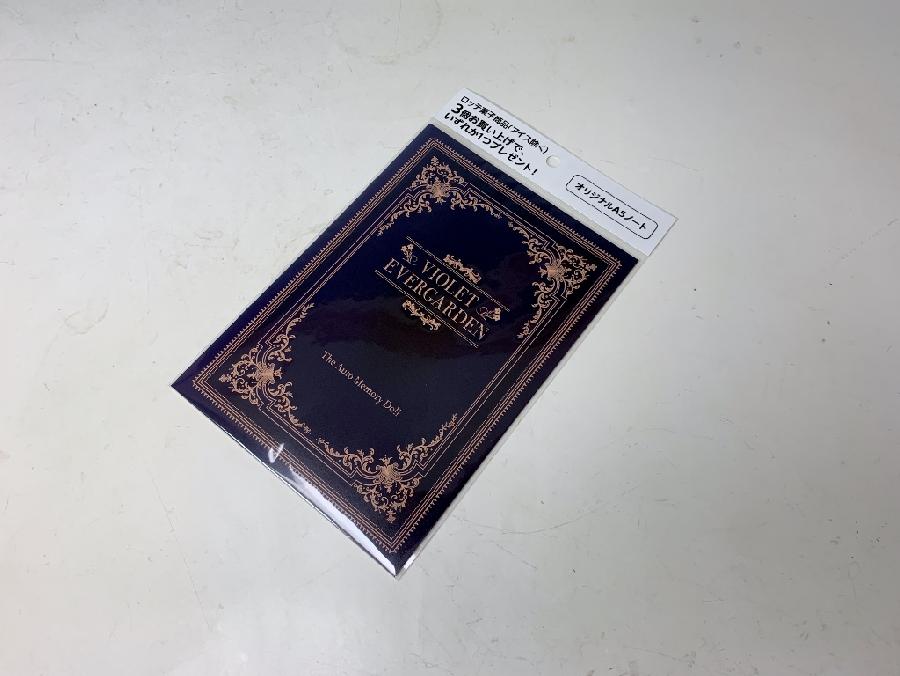 ロッテ菓子商品(アイス除く)
3個お買い上げで、
いずれか1つプレゼント!
オリジナルA5ノート
VIOLET
EVERGARDEN
The Auto Memory Doll